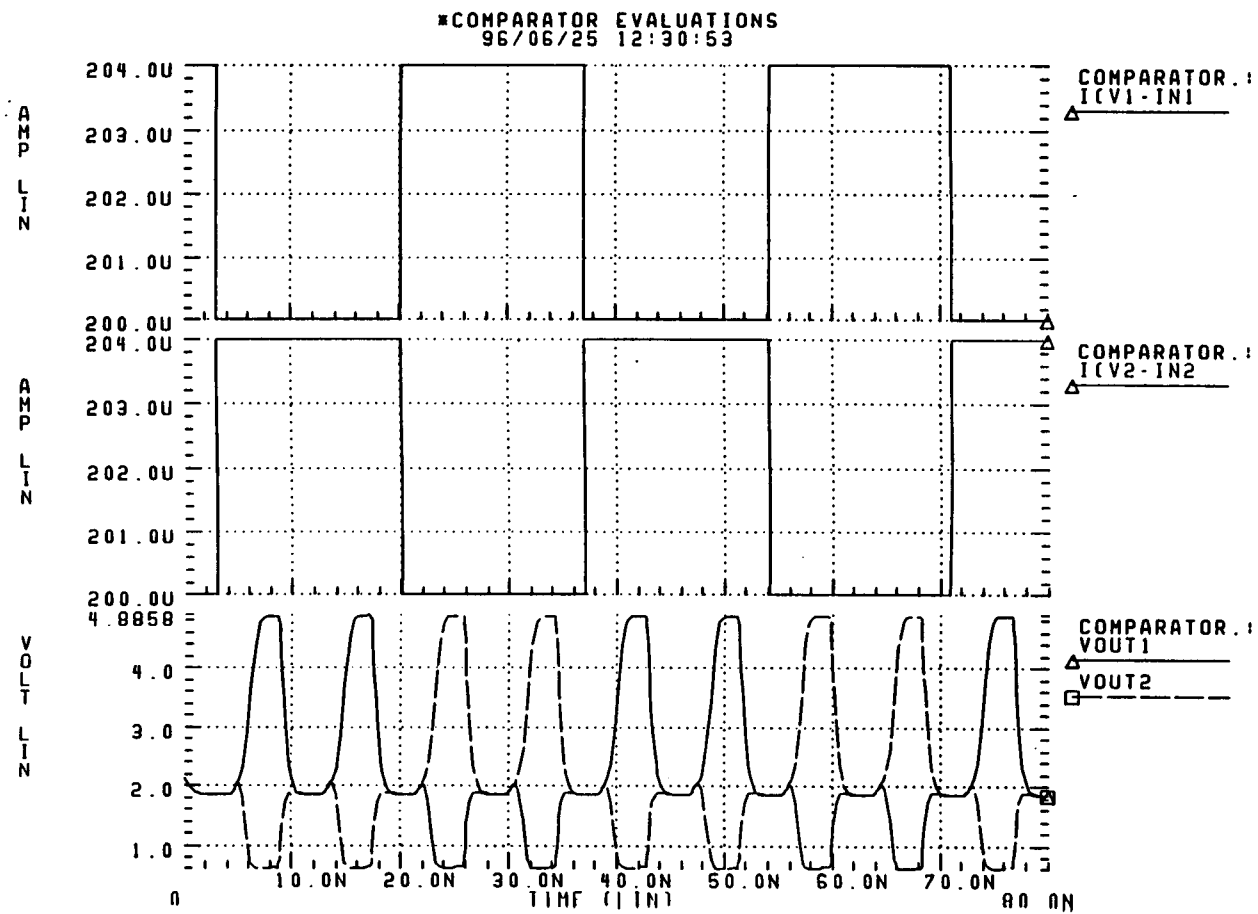 *COMPARATOR EVALUATIONS
96/06/25 12:30:53
204.0U
203.0U
202.0U
201.0U
200.0U
AMP LIN
COMPARATOR.:
I(V1-IN1
204.0U
203.0U
202.0U
201.0U
200.0U
AMP LIN
COMPARATOR.:
I(V2-IN2
4.8858
4.0
3.0
2.0
1.0
VOLT LIN
COMPARATOR.:
VOUT1
VOUT2
10.0N 20.0N 30.0N 40.0N 50.0N 60.0N 70.0N
0 TIME (LIN) 80.0N